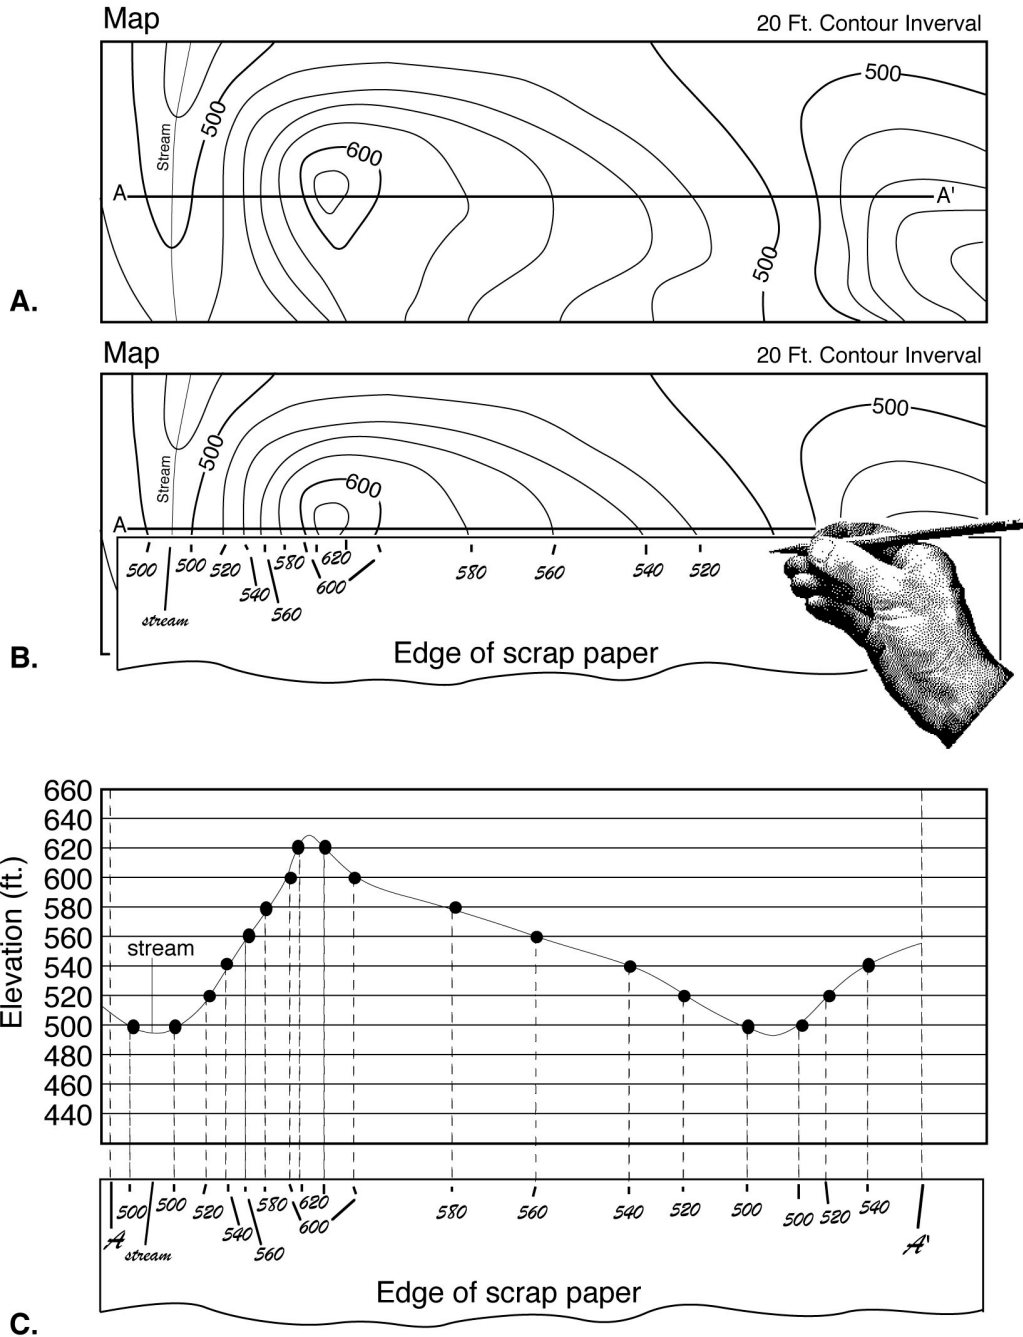 Map
20 Ft. Contour Inverval
500
500
Stream
600
A
A'
500
A.
Map
20 Ft. Contour Inverval
500
500
Stream
600
A
500 500 520 580 620 580 560 540 520
540 600
560
stream
Edge of scrap paper
B.
660
640
620
600
580
560
540
520
500
480
460
440
Elevation (ft.)
stream
500 500 520 580 620 580 560 540 520 500 500 520 540
540 600
A stream 560 A'
Edge of scrap paper
C.